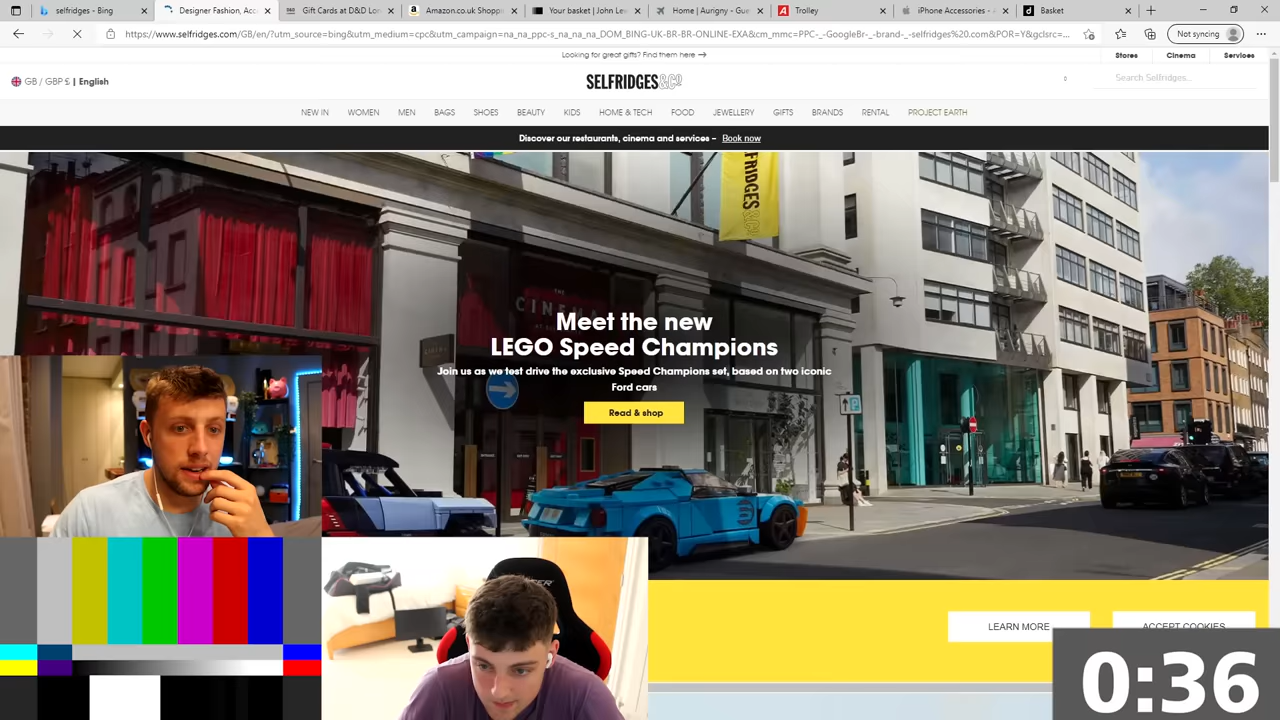 selfridges - Bing
Designer Fashion, Acc
Gift Cards at D&D Lon
Amazon.co.uk Shoppi
Your basket | John Le
Home | Aurigny - Gue
Trolley
iPhone Accessories - A
Basket
https://www.selfridges.com/GB/en/?utm_source=bing&utm_medium=cpc&utm_campaign=na_na_ppc-s_na_na_na_DOM_BING-UK-BR-BR-ONLINE-EXA&cm_mmc=PPC-_-GoogleBr-_-brand-_-selfridges%20.com&POR=Y&gclsrc=...
Not syncing
Looking for great gifts? Find them here →
Stores
Cinema
Services
GB / GBP £ | English
SELFRIDGES&CO
0
Search Selfridges...
NEW IN
WOMEN
MEN
BAGS
SHOES
BEAUTY
KIDS
HOME & TECH
FOOD
JEWELLERY
GIFTS
BRANDS
RENTAL
PROJECT EARTH
Discover our restaurants, cinema and services – Book now
THE
CINEMA
Meet the new
LEGO Speed Champions
Join us as we test drive the exclusive Speed Champions set, based on two iconic
Ford cars
Read & shop
LEARN MORE
ACCEPT COOKIES
0:36